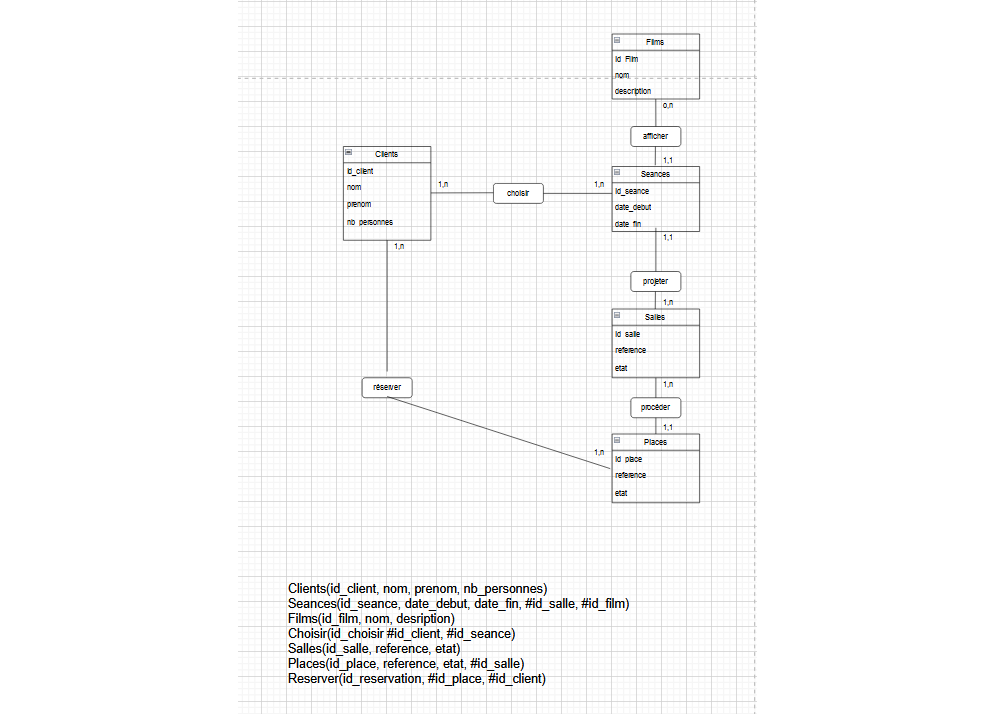 Films
id_Film
nom
description
o,n
afficher
1,1
Clients
id_client
nom
prenom
nb_personnes
1,n
choisir
1,n
Seances
id_seance
date_debut
date_fin
1,n
1,1
projeter
1,n
Salles
id_salle
reference
etat
réserver
1,n
procéder
1,1
1,n
Places
id_place
reference
etat
Clients(id_client, nom, prenom, nb_personnes)
Seances(id_seance, date_debut, date_fin, #id_salle, #id_film)
Films(id_film, nom, desription)
Choisir(id_choisir #id_client, #id_seance)
Salles(id_salle, reference, etat)
Places(id_place, reference, etat, #id_salle)
Reserver(id_reservation, #id_place, #id_client)